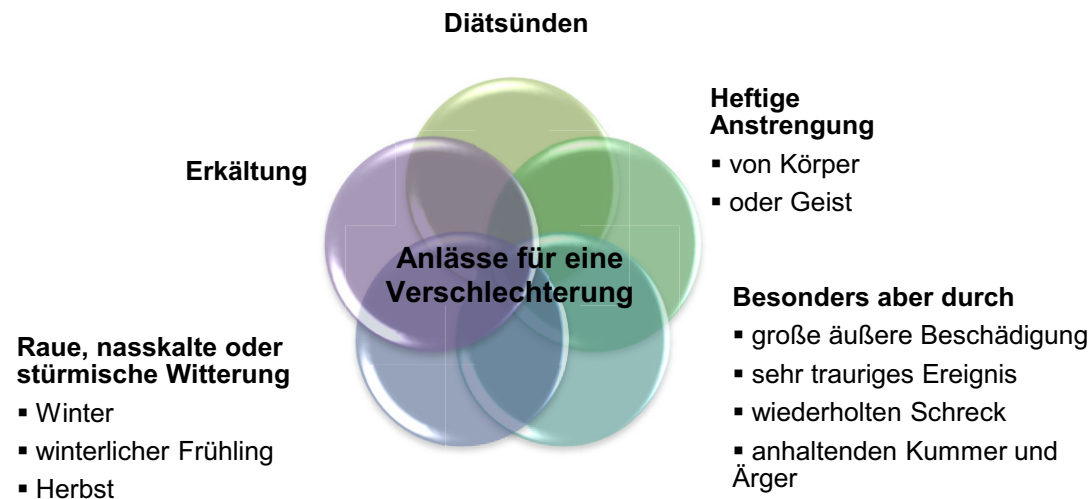 Diätsünden
Heftige
Anstrengung
▪ von Körper
▪ oder Geist
Erkältung
Anlässe für eine
Verschlechterung
Besonders aber durch
▪ große äußere Beschädigung
▪ sehr trauriges Ereignis
▪ wiederholten Schreck
▪ anhaltenden Kummer und
Ärger
Raue, nasskalte oder
stürmische Witterung
▪ Winter
▪ winterlicher Frühling
▪ Herbst